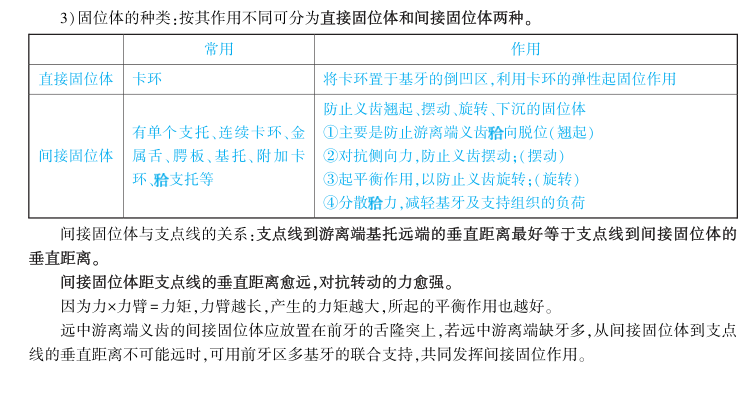 3)固位体的种类:按其作用不同可分为直接固位体和间接固位体两种。
常用 作用
直接固位体 卡环 将卡环置于基牙的倒凹区,利用卡环的弹性起固位作用
间接固位体
有单个支托、连续卡环、金
属舌、腭板、基托、附加卡
环、𬌗支托等
防止义齿翘起、摆动、旋转、下沉的固位体
①主要是防止游离端义齿𬌗向脱位(翘起)
②对抗侧向力,防止义齿摆动;(摆动)
③起平衡作用,以防止义齿旋转;(旋转)
④分散𬌗力,减轻基牙及支持组织的负荷
间接固位体与支点线的关系:支点线到游离端基托远端的垂直距离最好等于支点线到间接固位体的
垂直距离。
间接固位体距支点线的垂直距离愈远,对抗转动的力愈强。
因为力×力臂=力矩,力臂越长,产生的力矩越大,所起的平衡作用也越好。
远中游离端义齿的间接固位体应放置在前牙的舌隆突上,若远中游离端缺牙多,从间接固位体到支点
线的垂直距离不可能远时,可用前牙区多基牙的联合支持,共同发挥间接固位作用。